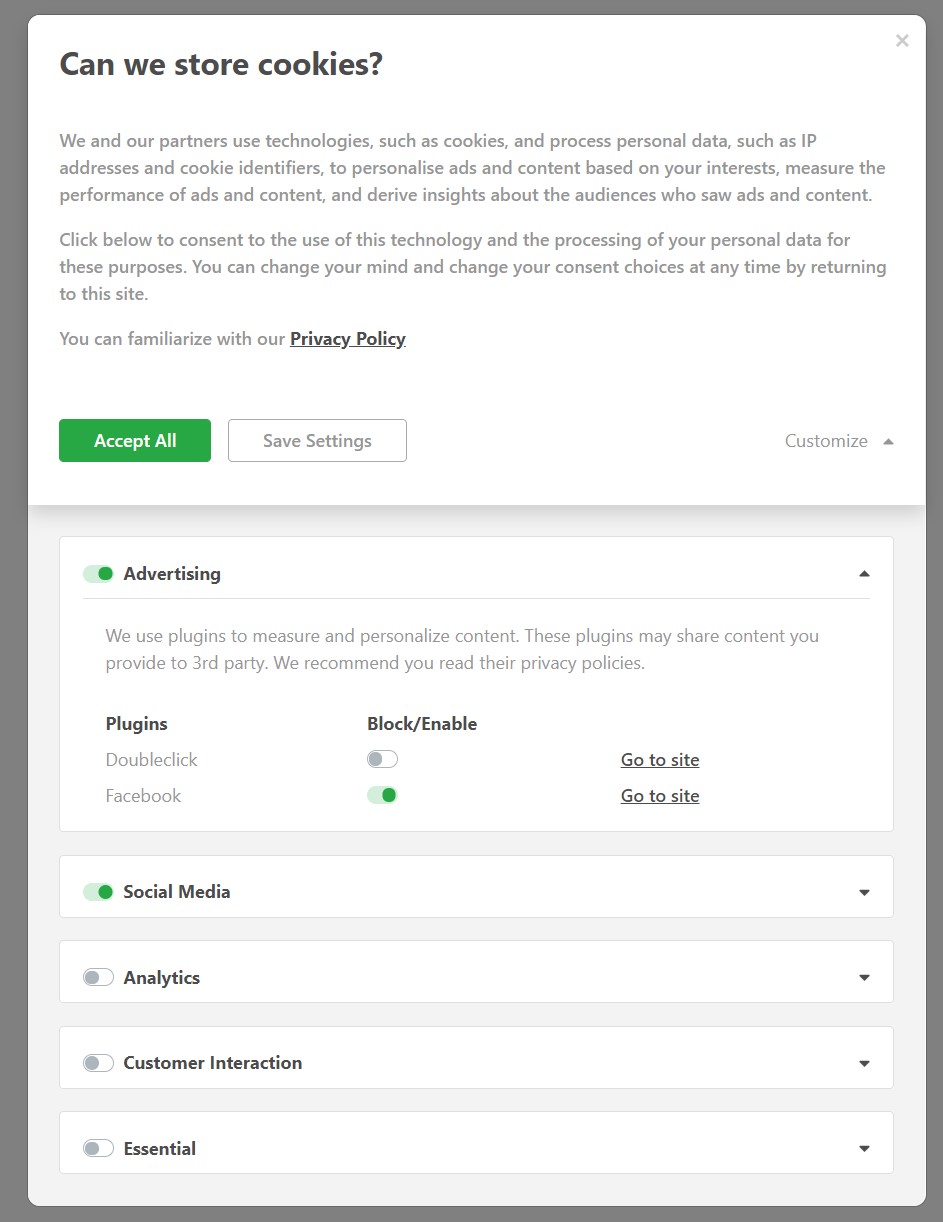 Can we store cookies?
We and our partners use technologies, such as cookies, and process personal data, such as IP
addresses and cookie identifiers, to personalise ads and content based on your interests, measure the
performance of ads and content, and derive insights about the audiences who saw ads and content.
Click below to consent to the use of this technology and the processing of your personal data for
these purposes. You can change your mind and change your consent choices at any time by returning
to this site.
You can familiarize with our Privacy Policy
Accept All Save Settings Customize
Advertising
We use plugins to measure and personalize content. These plugins may share content you
provide to 3rd party. We recommend you read their privacy policies.
Plugins Block/Enable
Doubleclick Go to site
Facebook Go to site
Social Media
Analytics
Customer Interaction
Essential